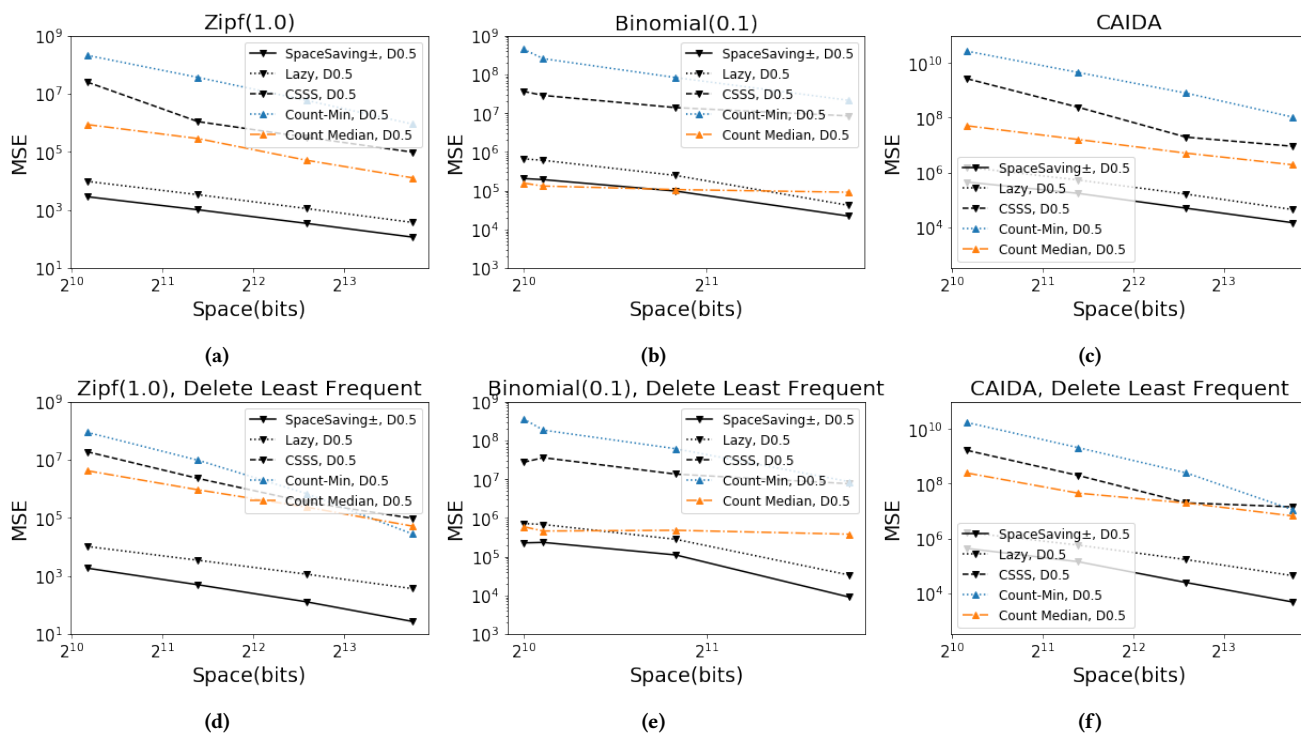 Zipf(1.0)
MSE
10^9
10^7
10^5
10^3
10^1
SpaceSaving±, D0.5
Lazy, D0.5
CSSS, D0.5
Count-Min, D0.5
Count Median, D0.5
2^10
2^11
2^12
2^13
Space(bits)
(a)
Binomial(0.1)
MSE
10^9
10^8
10^7
10^6
10^5
10^4
10^3
SpaceSaving±, D0.5
Lazy, D0.5
CSSS, D0.5
Count-Min, D0.5
Count Median, D0.5
2^10
2^11
Space(bits)
(b)
CAIDA
MSE
10^10
10^8
10^6
10^4
SpaceSaving±, D0.5
Lazy, D0.5
CSSS, D0.5
Count-Min, D0.5
Count Median, D0.5
2^10
2^11
2^12
2^13
Space(bits)
(c)
Zipf(1.0), Delete Least Frequent
MSE
10^9
10^7
10^5
10^3
10^1
SpaceSaving±, D0.5
Lazy, D0.5
CSSS, D0.5
Count-Min, D0.5
Count Median, D0.5
2^10
2^11
2^12
2^13
Space(bits)
(d)
Binomial(0.1), Delete Least Frequent
MSE
10^9
10^8
10^7
10^6
10^5
10^4
10^3
SpaceSaving±, D0.5
Lazy, D0.5
CSSS, D0.5
Count-Min, D0.5
Count Median, D0.5
2^10
2^11
Space(bits)
(e)
CAIDA, Delete Least Frequent
MSE
10^10
10^8
10^6
10^4
SpaceSaving±, D0.5
Lazy, D0.5
CSSS, D0.5
Count-Min, D0.5
Count Median, D0.5
2^10
2^11
2^12
2^13
Space(bits)
(f)